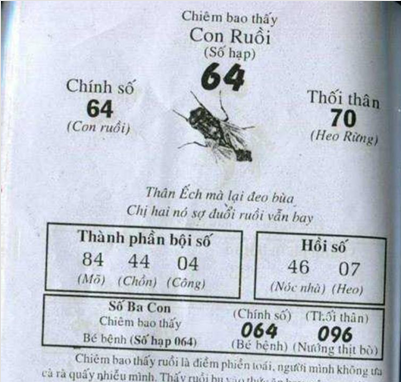 Chiêm bao thấy
Con Ruồi
(Số hạp)
64
Chính số
64
(Con ruồi)
Thối thân
70
(Heo Rừng)
Thân Ếch mà lại đeo bùa
Chị hai nó sợ đuổi ruồi vẫn bay
Thành phần bội số
84 44 04
(Mõ) (Chồn) (Công)
Hồi số
46 07
(Nóc nhà) (Heo)
Số Ba Con
Chiêm bao thấy
Bé bệnh (Số hạp 064)
(Chính số) (Thối thân)
064 096
(Bé bệnh) (Nướng thịt bò)
Chiêm bao thấy ruồi là điềm phiền toái, người mình không ưa
cà rà quấy nhiễu mình. Thấy ruồi bu vào